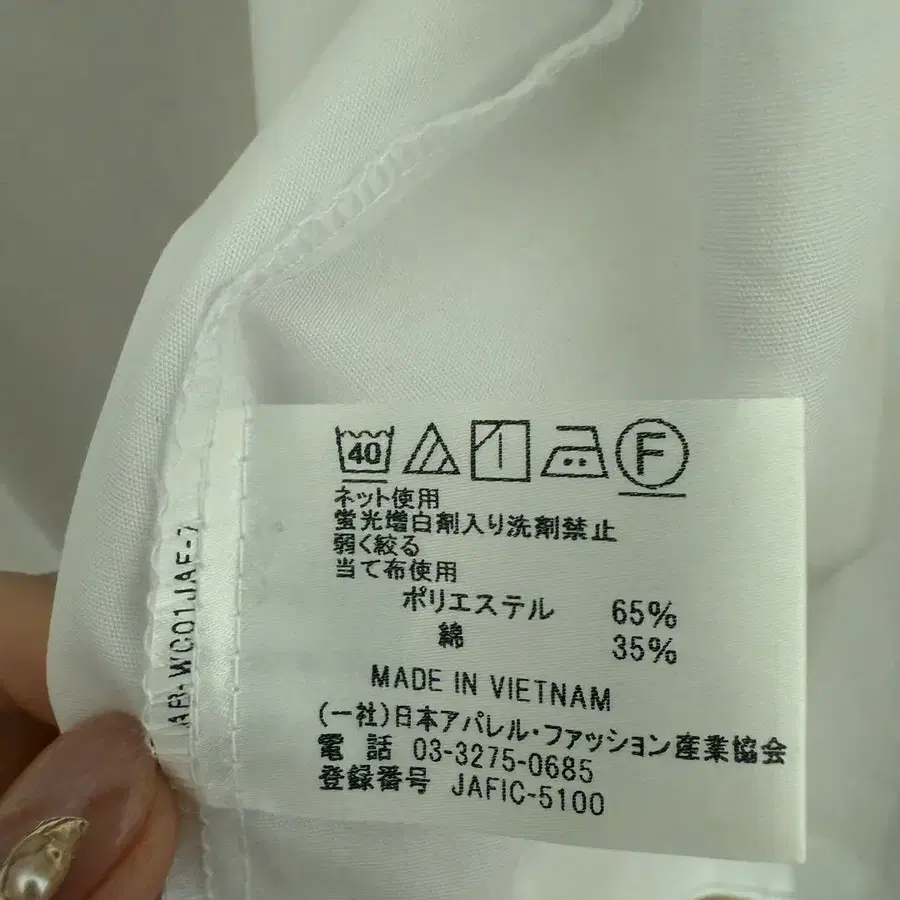 40 F
ネット使用
蛍光増白剤入り洗剤禁止
弱く絞る
当て布使用
ポリエステル 65%
綿 35%
MADE IN VIETNAM
(一社)日本アパレル・ファッション産業協会
電話 03-3275-0685
登録番号 JAFIC-5100